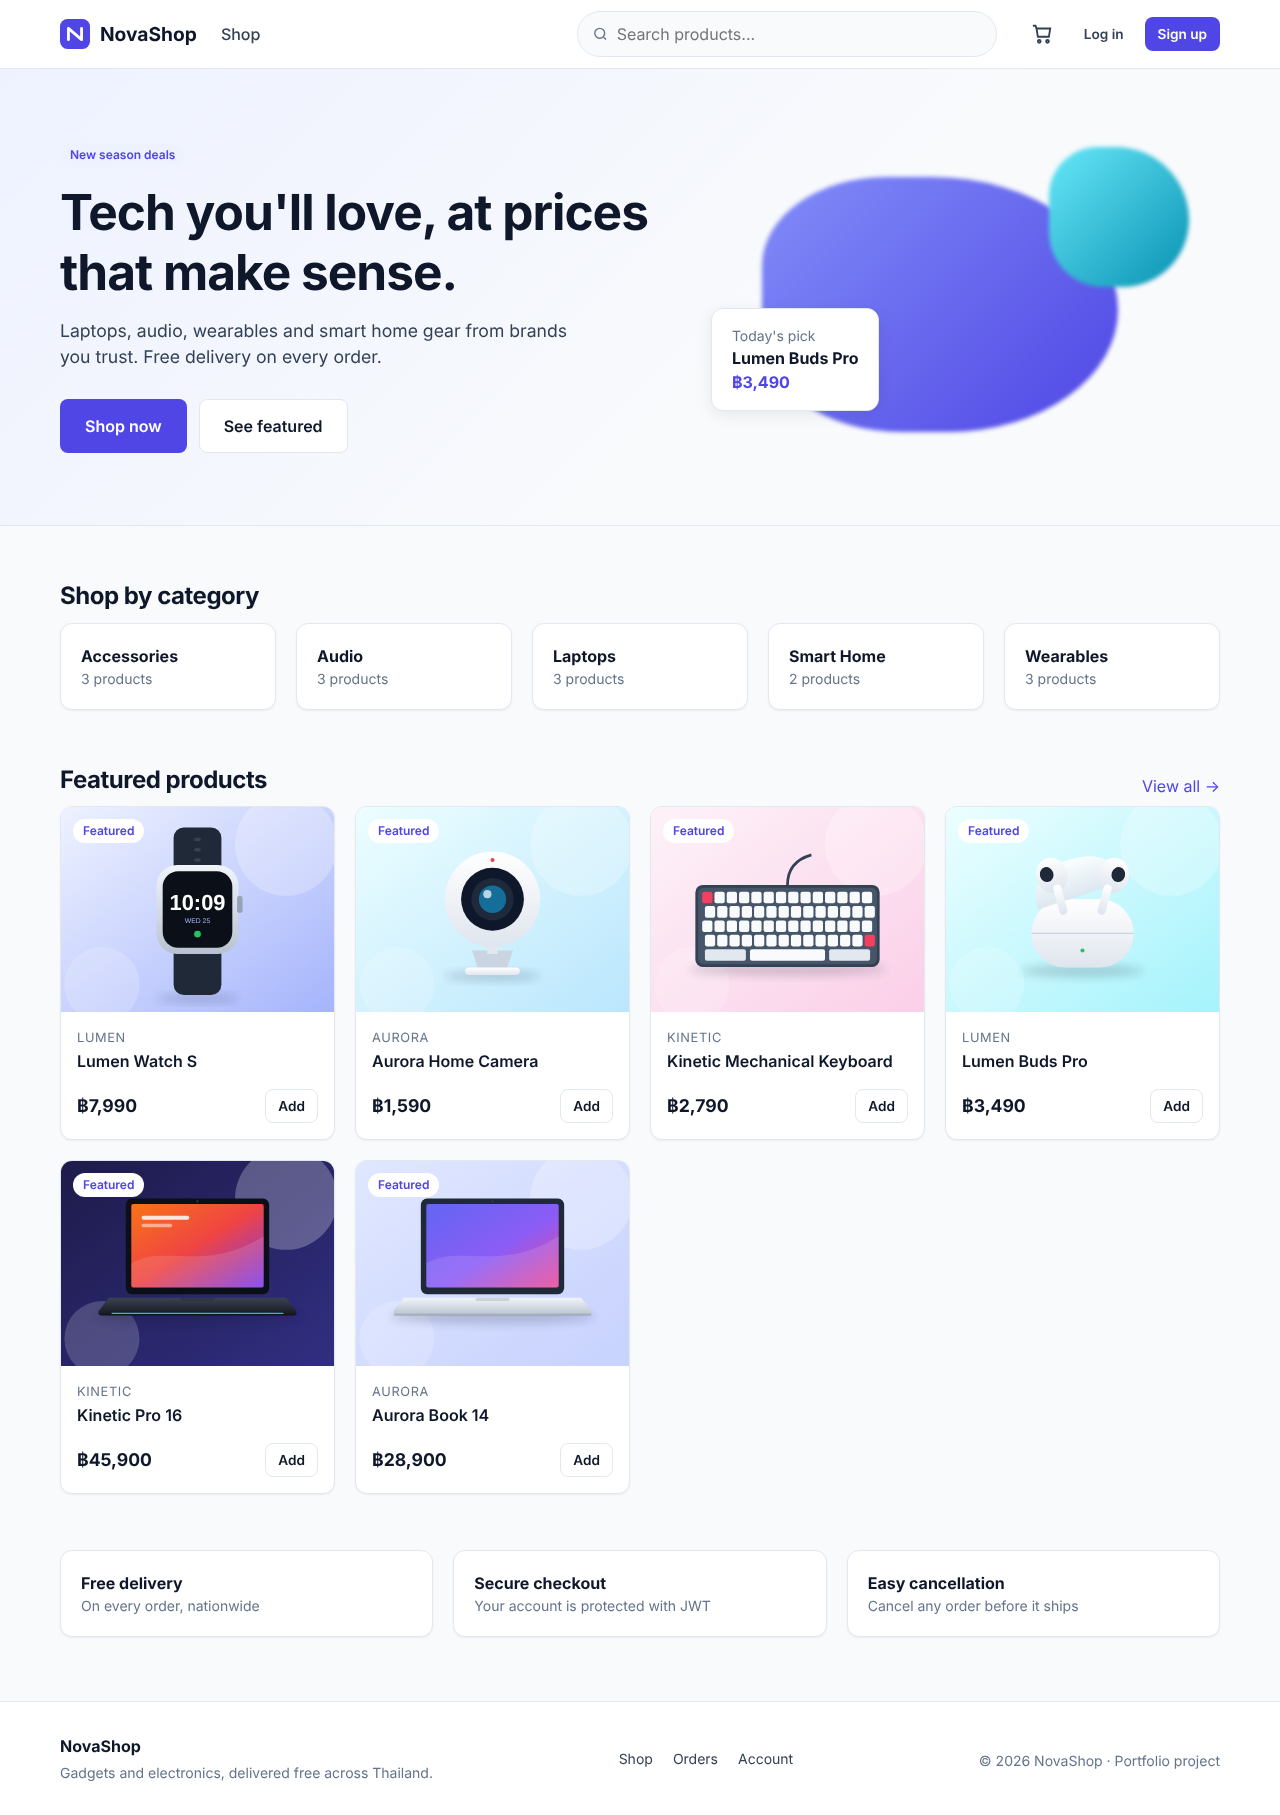 NovaShop
Shop
Search products...
Log in
Sign up
New season deals
Tech you'll love, at prices
that make sense.
Laptops, audio, wearables and smart home gear from brands
you trust. Free delivery on every order.
Shop now
See featured
Today's pick
Lumen Buds Pro
฿3,490
Shop by category
Accessories
3 products
Audio
3 products
Laptops
3 products
Smart Home
2 products
Wearables
3 products
Featured products
View all →
Featured
10:09
WED 25
LUMEN
Lumen Watch S
฿7,990
Add
Featured
AURORA
Aurora Home Camera
฿1,590
Add
Featured
KINETIC
Kinetic Mechanical Keyboard
฿2,790
Add
Featured
LUMEN
Lumen Buds Pro
฿3,490
Add
Featured
KINETIC
Kinetic Pro 16
฿45,900
Add
Featured
AURORA
Aurora Book 14
฿28,900
Add
Free delivery
On every order, nationwide
Secure checkout
Your account is protected with JWT
Easy cancellation
Cancel any order before it ships
NovaShop
Gadgets and electronics, delivered free across Thailand.
Shop
Orders
Account
© 2026 NovaShop · Portfolio project